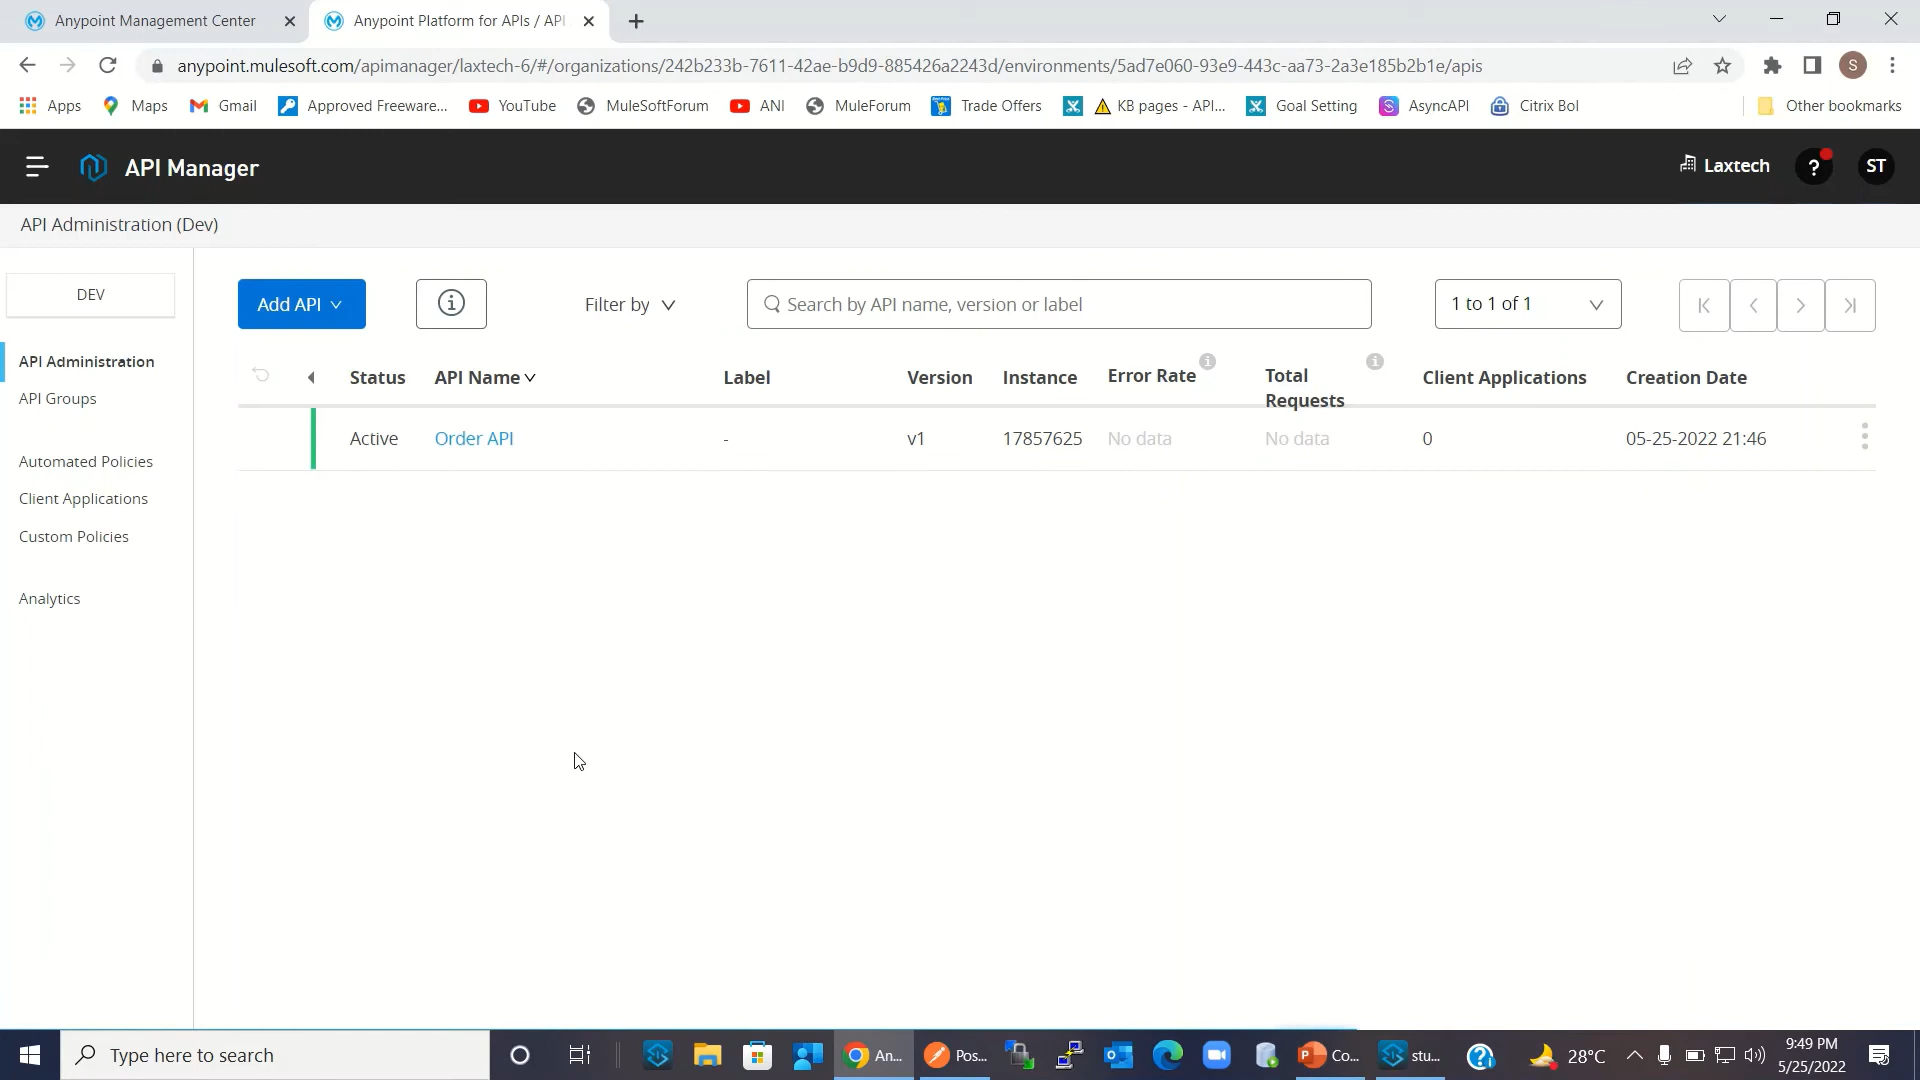 Anypoint Management Center
Anypoint Platform for APIs / API
anypoint.mulesoft.com/apimanager/laxtech-6/#/organizations/242b233b-7611-42ae-b9d9-885426a2243d/environments/5ad7e060-93e9-443c-aa73-2a3e185b2b1e/apis
S
Apps Maps Gmail Approved Freeware... YouTube MuleSoftForum ANI MuleForum Trade Offers KB pages - API... Goal Setting AsyncAPI Citrix Bol Other bookmarks
API Manager
Laxtech ? ST
API Administration (Dev)
DEV
API Administration
API Groups
Automated Policies
Client Applications
Custom Policies
Analytics
Add API
Filter by
Search by API name, version or label
1 to 1 of 1
Status API Name Label Version Instance Error Rate Total Requests Client Applications Creation Date
Active Order API - v1 17857625 No data No data 0 05-25-2022 21:46
Type here to search
An...
Pos...
Co...
stu...
28°C
9:49 PM
5/25/2022